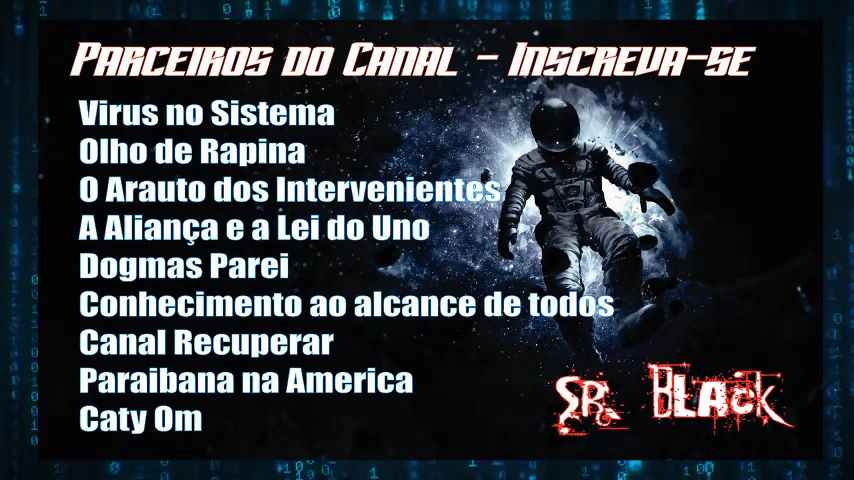 Parceiros do Canal - Inscreva-se
Virus no Sistema
Olho de Rapina
O Arauto dos Intervenientes
A Aliança e a Lei do Uno
Dogmas Parei
Conhecimento ao alcance de todos
Canal Recuperar
Paraibana na America
Caty Om
Sr. Black